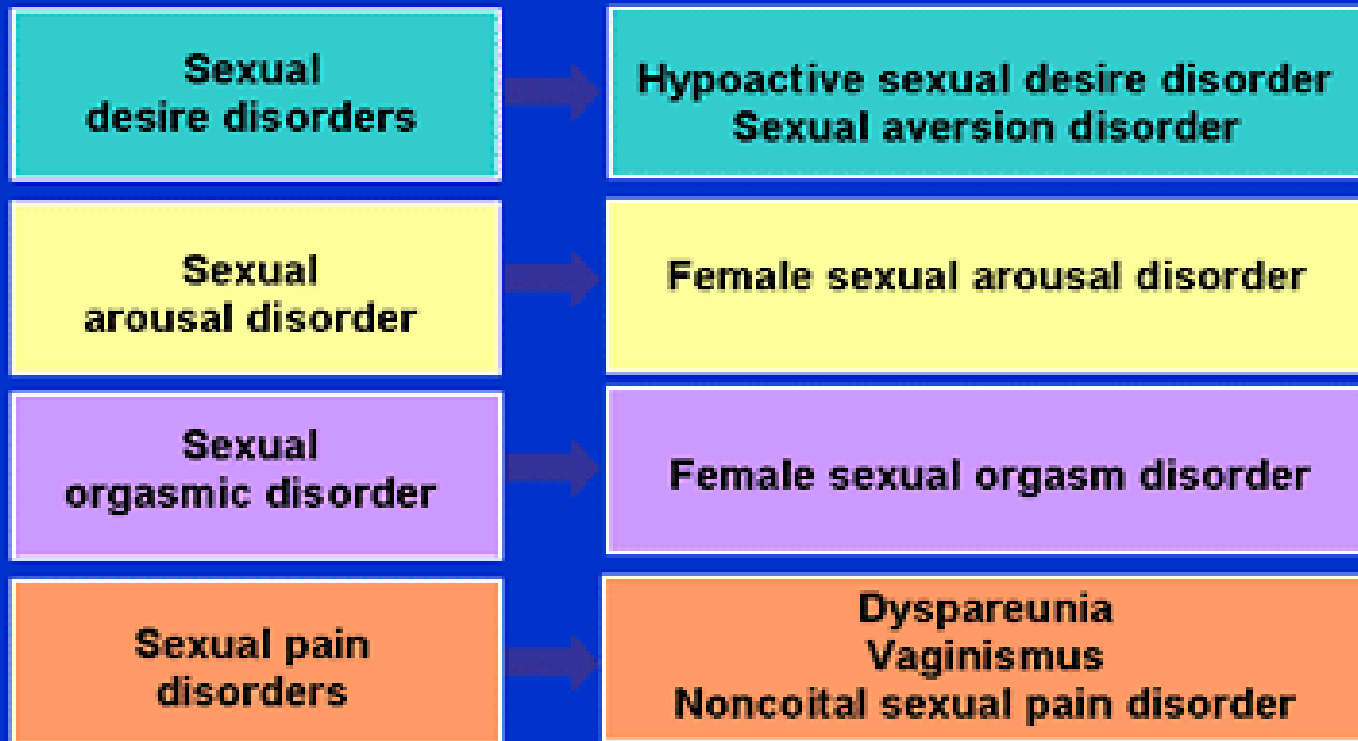 Sexual
desire disorders
Hypoactive sexual desire disorder
Sexual aversion disorder
Sexual
arousal disorder
Female sexual arousal disorder
Sexual
orgasmic disorder
Female sexual orgasm disorder
Sexual pain
disorders
Dyspareunia
Vaginismus
Noncoital sexual pain disorder